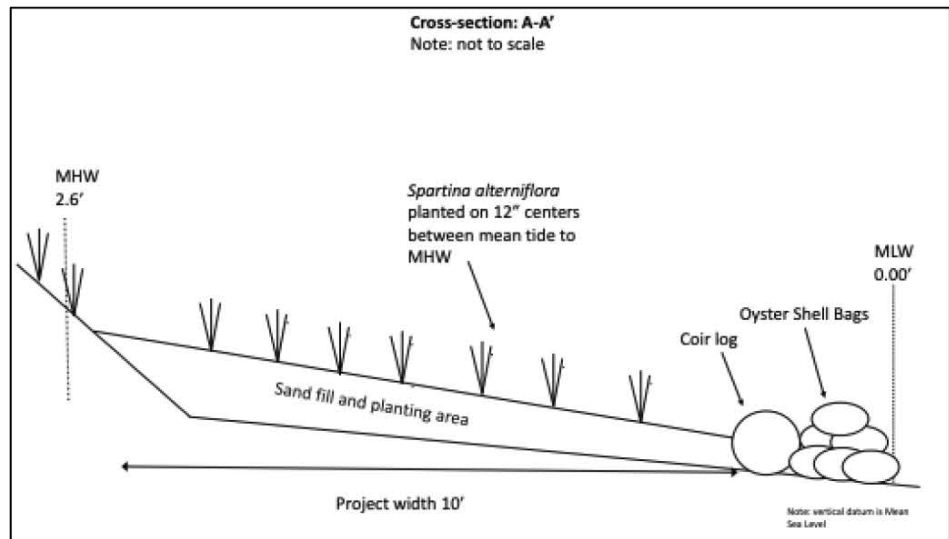 Cross-section: A-A'
Note: not to scale
MHW
2.6'
Spartina alterniflora
planted on 12" centers
between mean tide to
MHW
MLW
0.00'
Oyster Shell Bags
Coir log
Sand fill and planting area
Project width 10'
Note: vertical datum is Mean
Sea Level